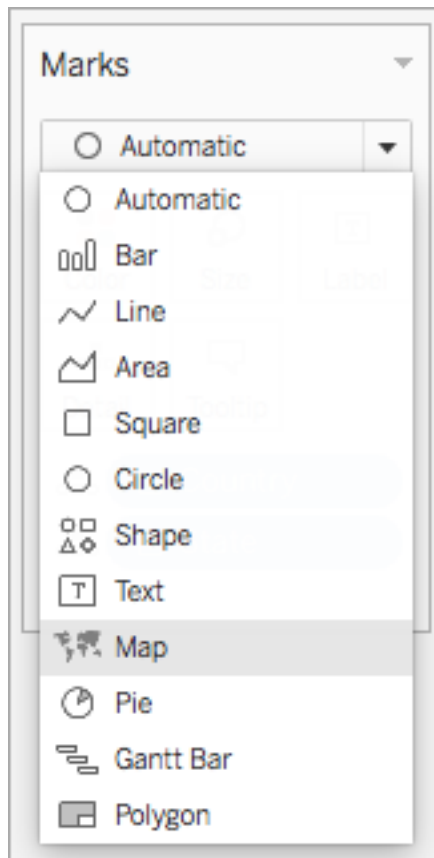 Marks
Automatic
Automatic
Bar
Line
Area
Square
Circle
Shape
Text
Map
Pie
Gantt Bar
Polygon